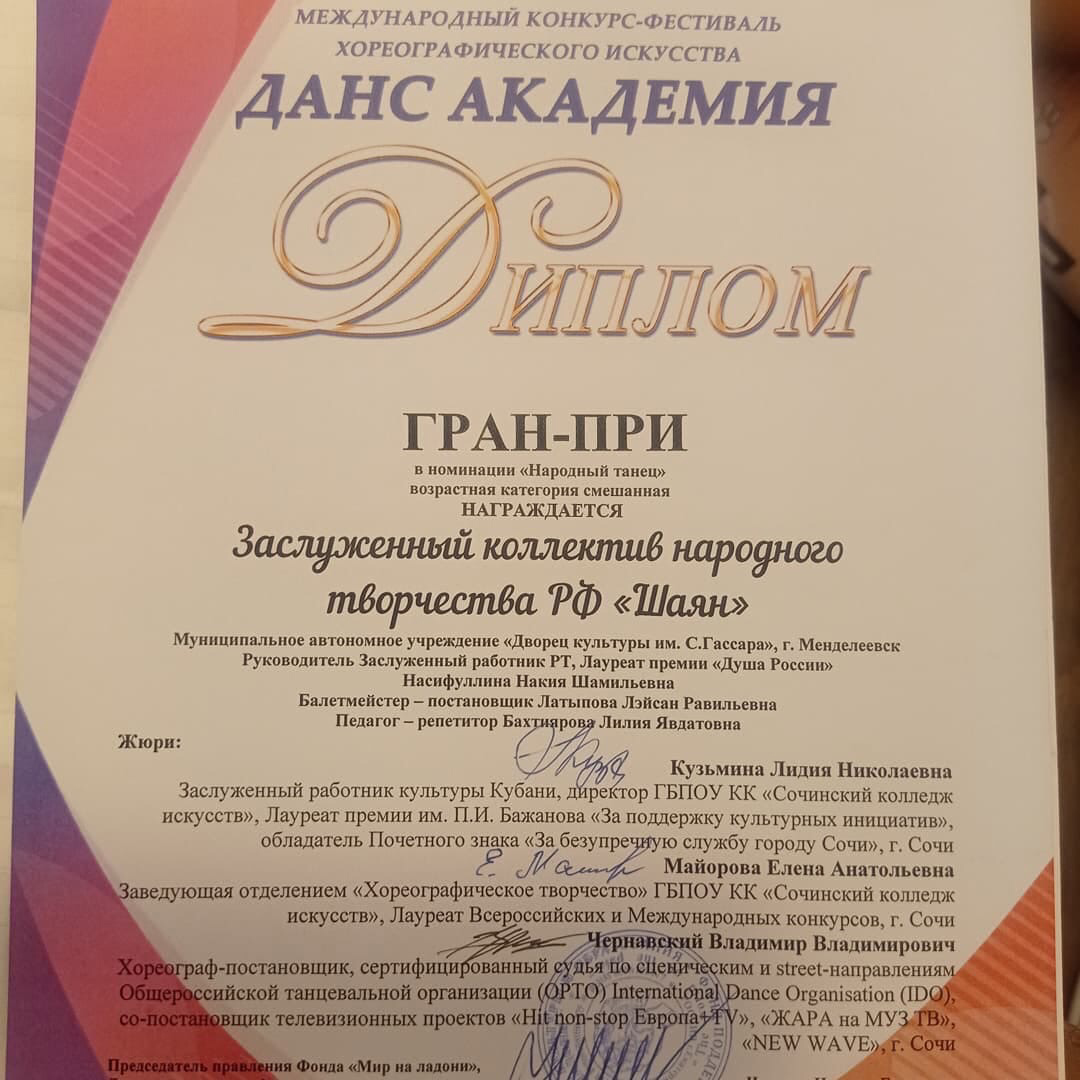 МЕЖДУНАРОДНЫЙ КОНКУРС-ФЕСТИВАЛЬ
ХОРЕОГРАФИЧЕСКОГО ИСКУССТВА
ДАНС АКАДЕМИЯ
ДИПЛОМ
ГРАН-ПРИ
в номинации «Народный танец»
возрастная категория смешанная
НАГРАЖДАЕТСЯ
Заслуженный коллектив народного
творчества РФ «Шаян»
Муниципальное автономное учреждение «Дворец культуры им. С.Гассара», г. Менделеевск
Руководитель Заслуженный работник РТ, Лауреат премии «Душа России»
Насифуллина Накия Шамильевна
Балетмейстер – постановщик Латыпова Лэйсан Равильевна
Педагог – репетитор Бахтиярова Лилия Явдатовна
Жюри:
Кузьмина Лидия Николаевна
Заслуженный работник культуры Кубани, директор ГБПОУ КК «Сочинский колледж
искусств», Лауреат премии им. П.И. Бажанова «За поддержку культурных инициатив»,
обладатель Почетного знака «За безупречную службу городу Сочи», г. Сочи
Майорова Елена Анатольевна
Заведующая отделением «Хореографическое творчество» ГБПОУ КК «Сочинский колледж
искусств», Лауреат Всероссийских и Международных конкурсов, г. Сочи
Чернавский Владимир Владимирович
Хореограф-постановщик, сертифицированный судья по сценическим и street-направлениям
Общероссийской танцевальной организации (ОРТО) International Dance Organisation (IDO),
со-постановщик телевизионных проектов «Hit non-stop Европа+TV», «ЖАРА на МУЗ ТВ»,
«NEW WAVE», г. Сочи
Председатель правления Фонда «Мир на ладони»,